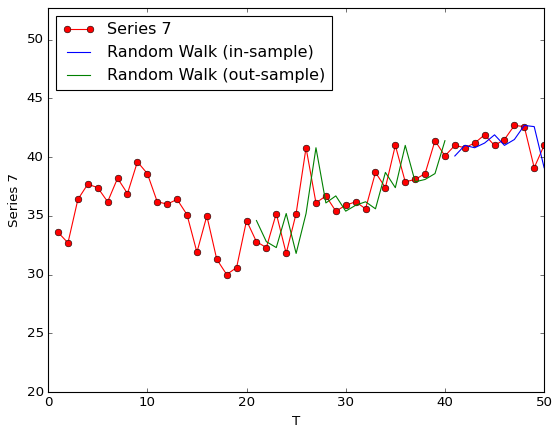 Series 7
Random Walk (in-sample)
Random Walk (out-sample)
50
45
40
35
30
25
20
Series 7
0 10 20 30 40 50
T